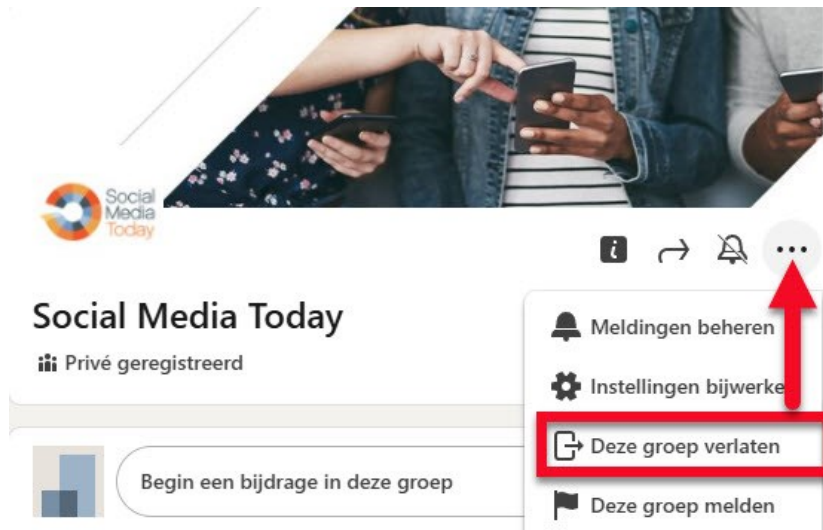 Social
Media
Today
Social Media Today
Privé geregistreerd
Begin een bijdrage in deze groep
Meldingen beheren
Instellingen bijwerke
Deze groep verlaten
Deze groep melden